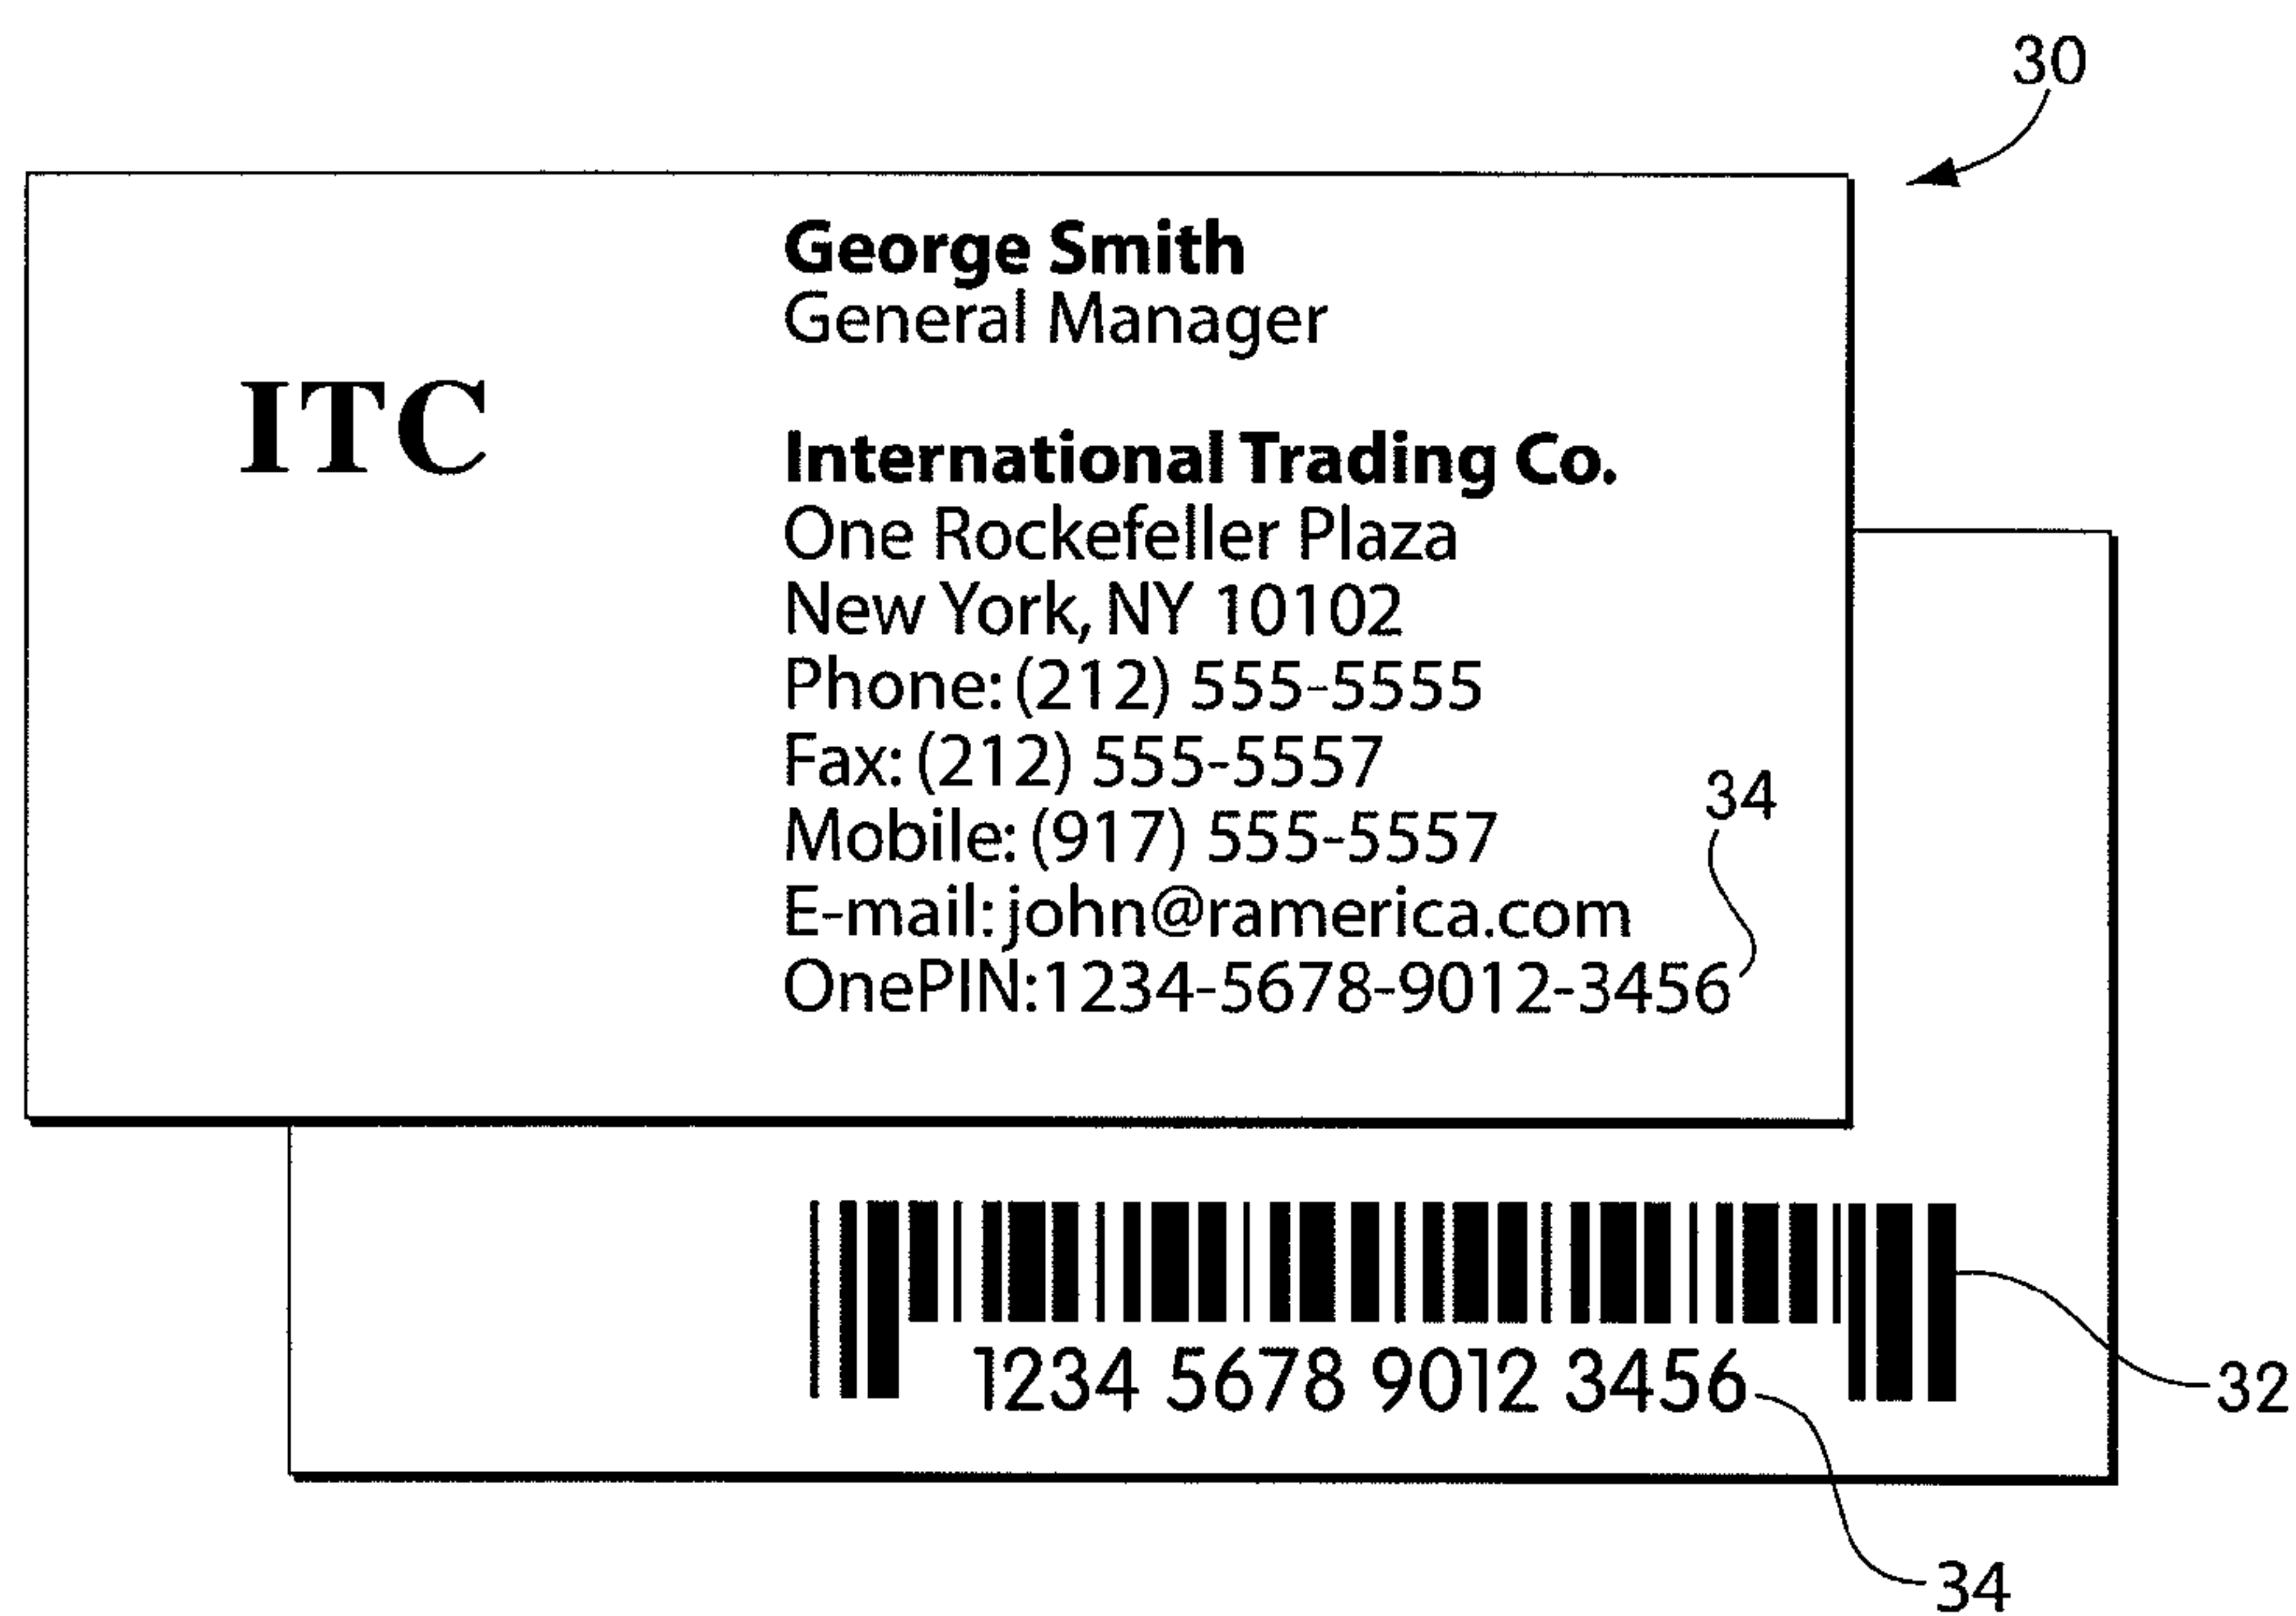 30
George Smith
General Manager
ITC
International Trading Co.
One Rockefeller Plaza
New York, NY 10102
Phone: (212) 555-5555
Fax: (212) 555-5557
34
Mobile: (917) 555-5557
E-mail: john@ramerica.com
OnePIN:1234-5678-9012-3456
1234 5678 9012 3456
32
34